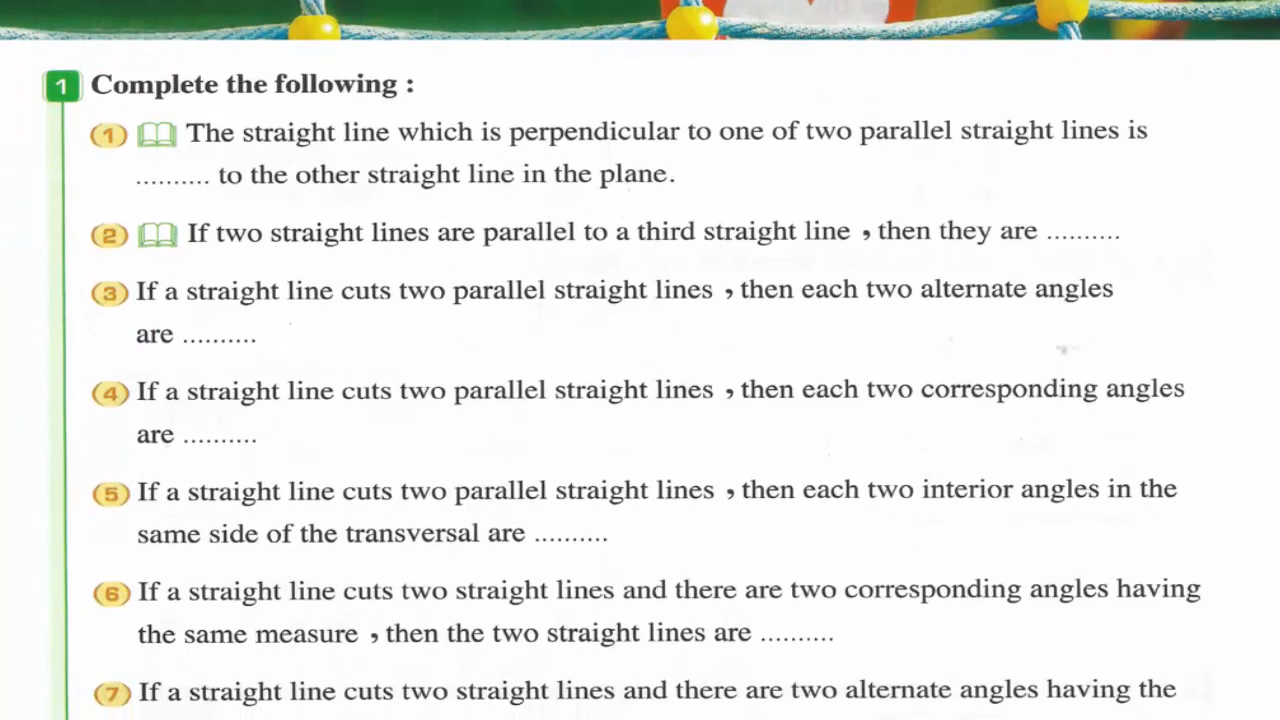 1 Complete the following :
1 The straight line which is perpendicular to one of two parallel straight lines is
.......... to the other straight line in the plane.
2 If two straight lines are parallel to a third straight line , then they are ..........
3 If a straight line cuts two parallel straight lines , then each two alternate angles
are ..........
4 If a straight line cuts two parallel straight lines , then each two corresponding angles
are ..........
5 If a straight line cuts two parallel straight lines , then each two interior angles in the
same side of the transversal are ..........
6 If a straight line cuts two straight lines and there are two corresponding angles having
the same measure , then the two straight lines are ..........
7 If a straight line cuts two straight lines and there are two alternate angles having the